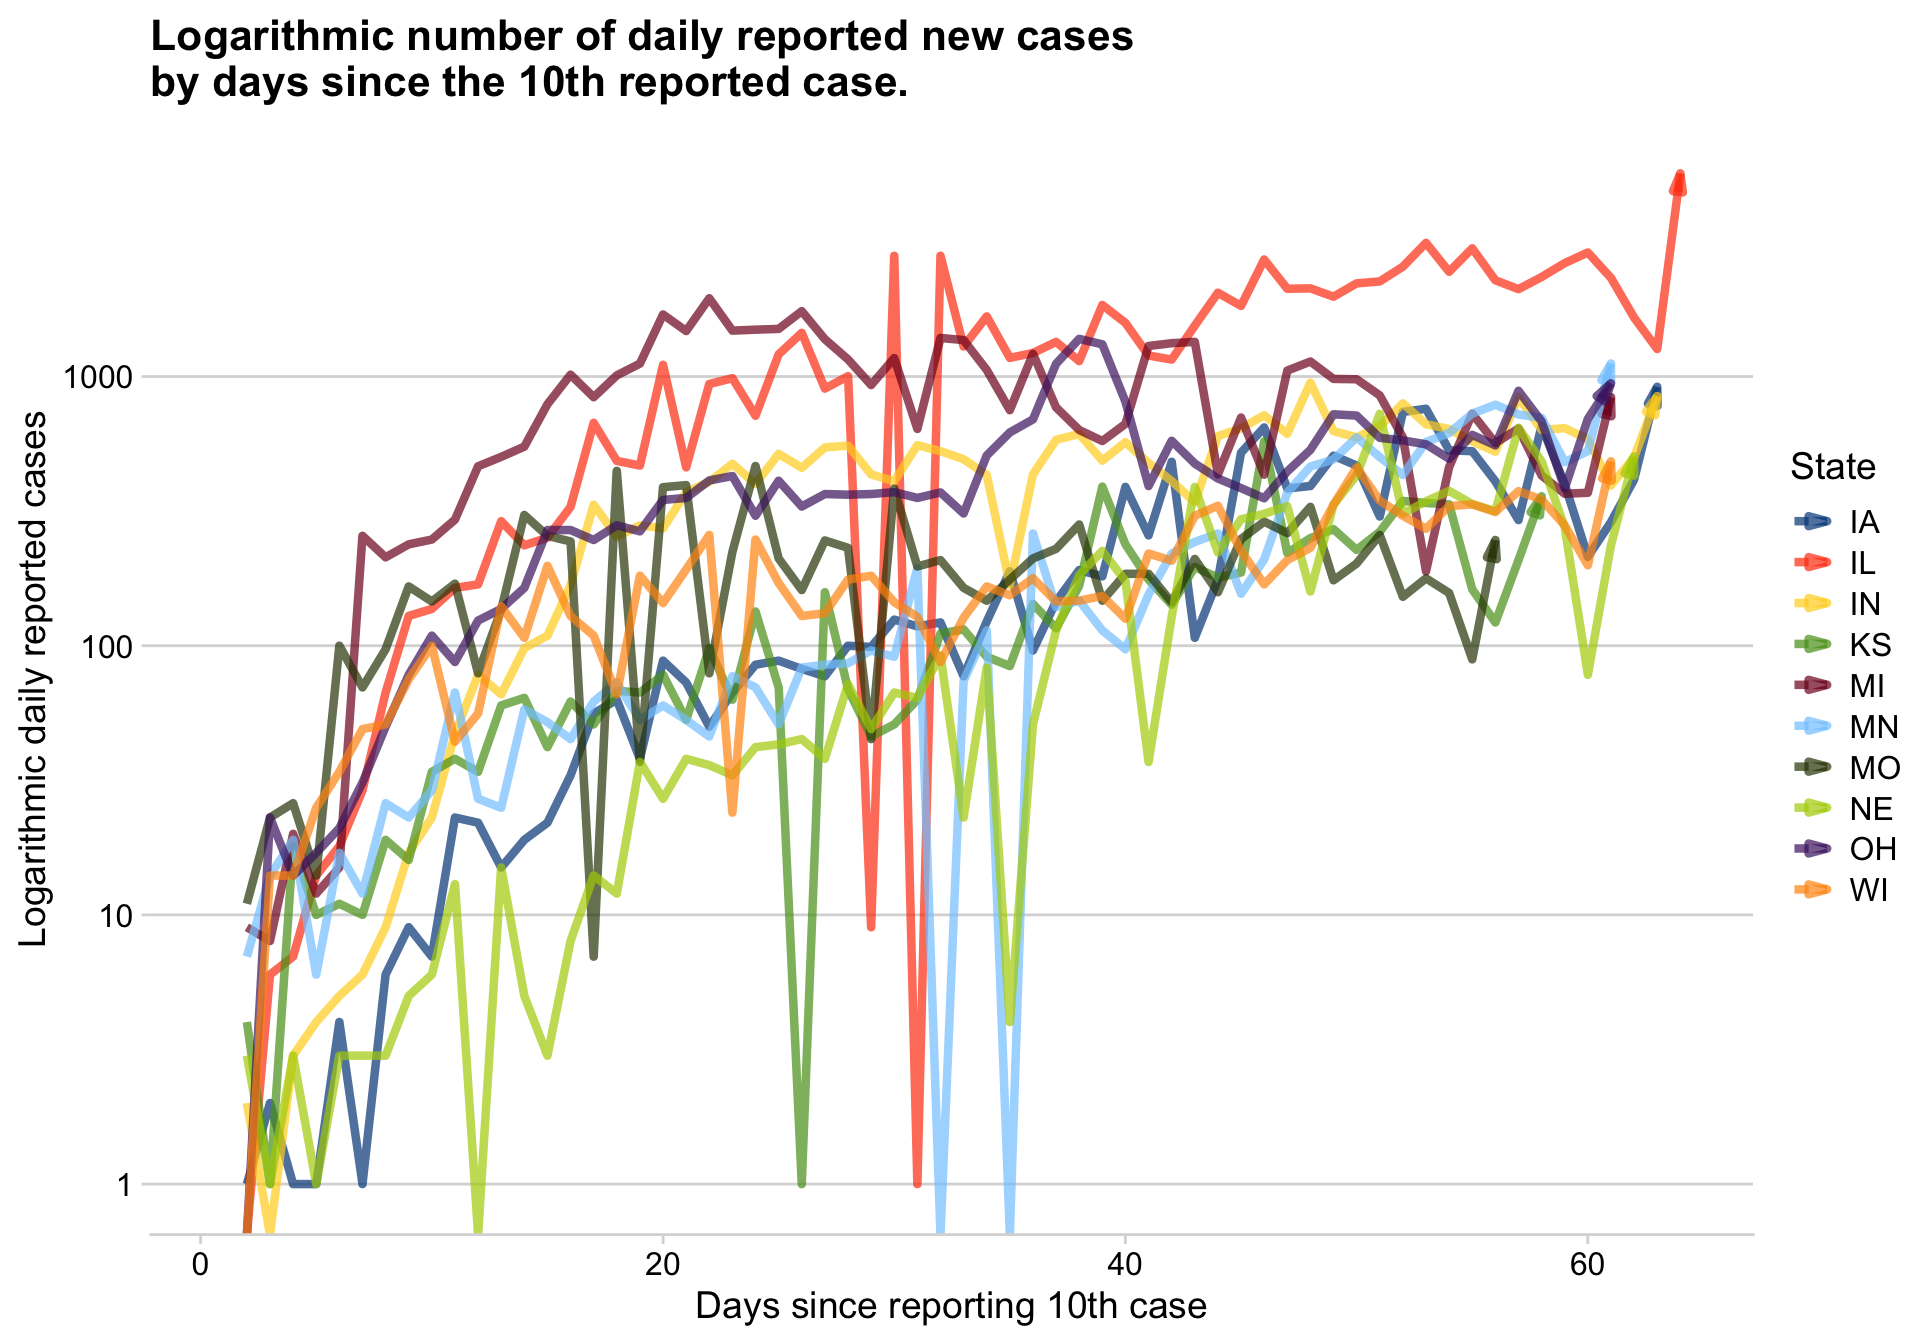 Logarithmic number of daily reported new cases
by days since the 10th reported case.
Logarithmic daily reported cases
1000
100
10
1
0
20
40
60
Days since reporting 10th case
State
IA
IL
IN
KS
MI
MN
MO
NE
OH
WI